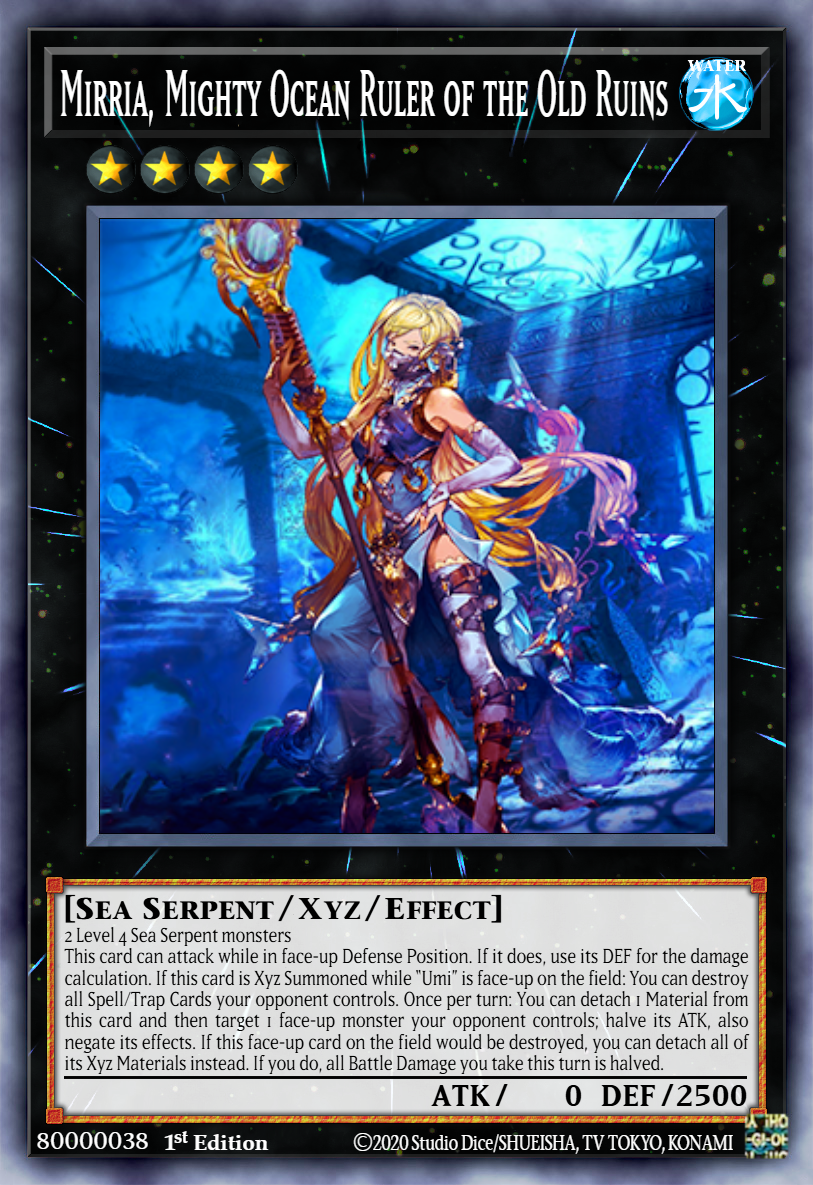 Mirria, Mighty Ocean Ruler of the Old Ruins
WATER
水
[Sea Serpent/Xyz/Effect]
2 Level 4 Sea Serpent monsters
This card can attack while in face-up Defense Position. If it does, use its DEF for the damage
calculation. If this card is Xyz Summoned while "Umi" is face-up on the field: You can destroy
all Spell/Trap Cards your opponent controls. Once per turn: You can detach 1 Material from
this card and then target 1 face-up monster your opponent controls; halve its ATK, also
negate its effects. If this face-up card on the field would be destroyed, you can detach all of
its Xyz Materials instead. If you do, all Battle Damage you take this turn is halved.
ATK/ 0 DEF/2500
80000038 1st Edition ©2020 Studio Dice/SHUEISHA, TV TOKYO, KONAMI